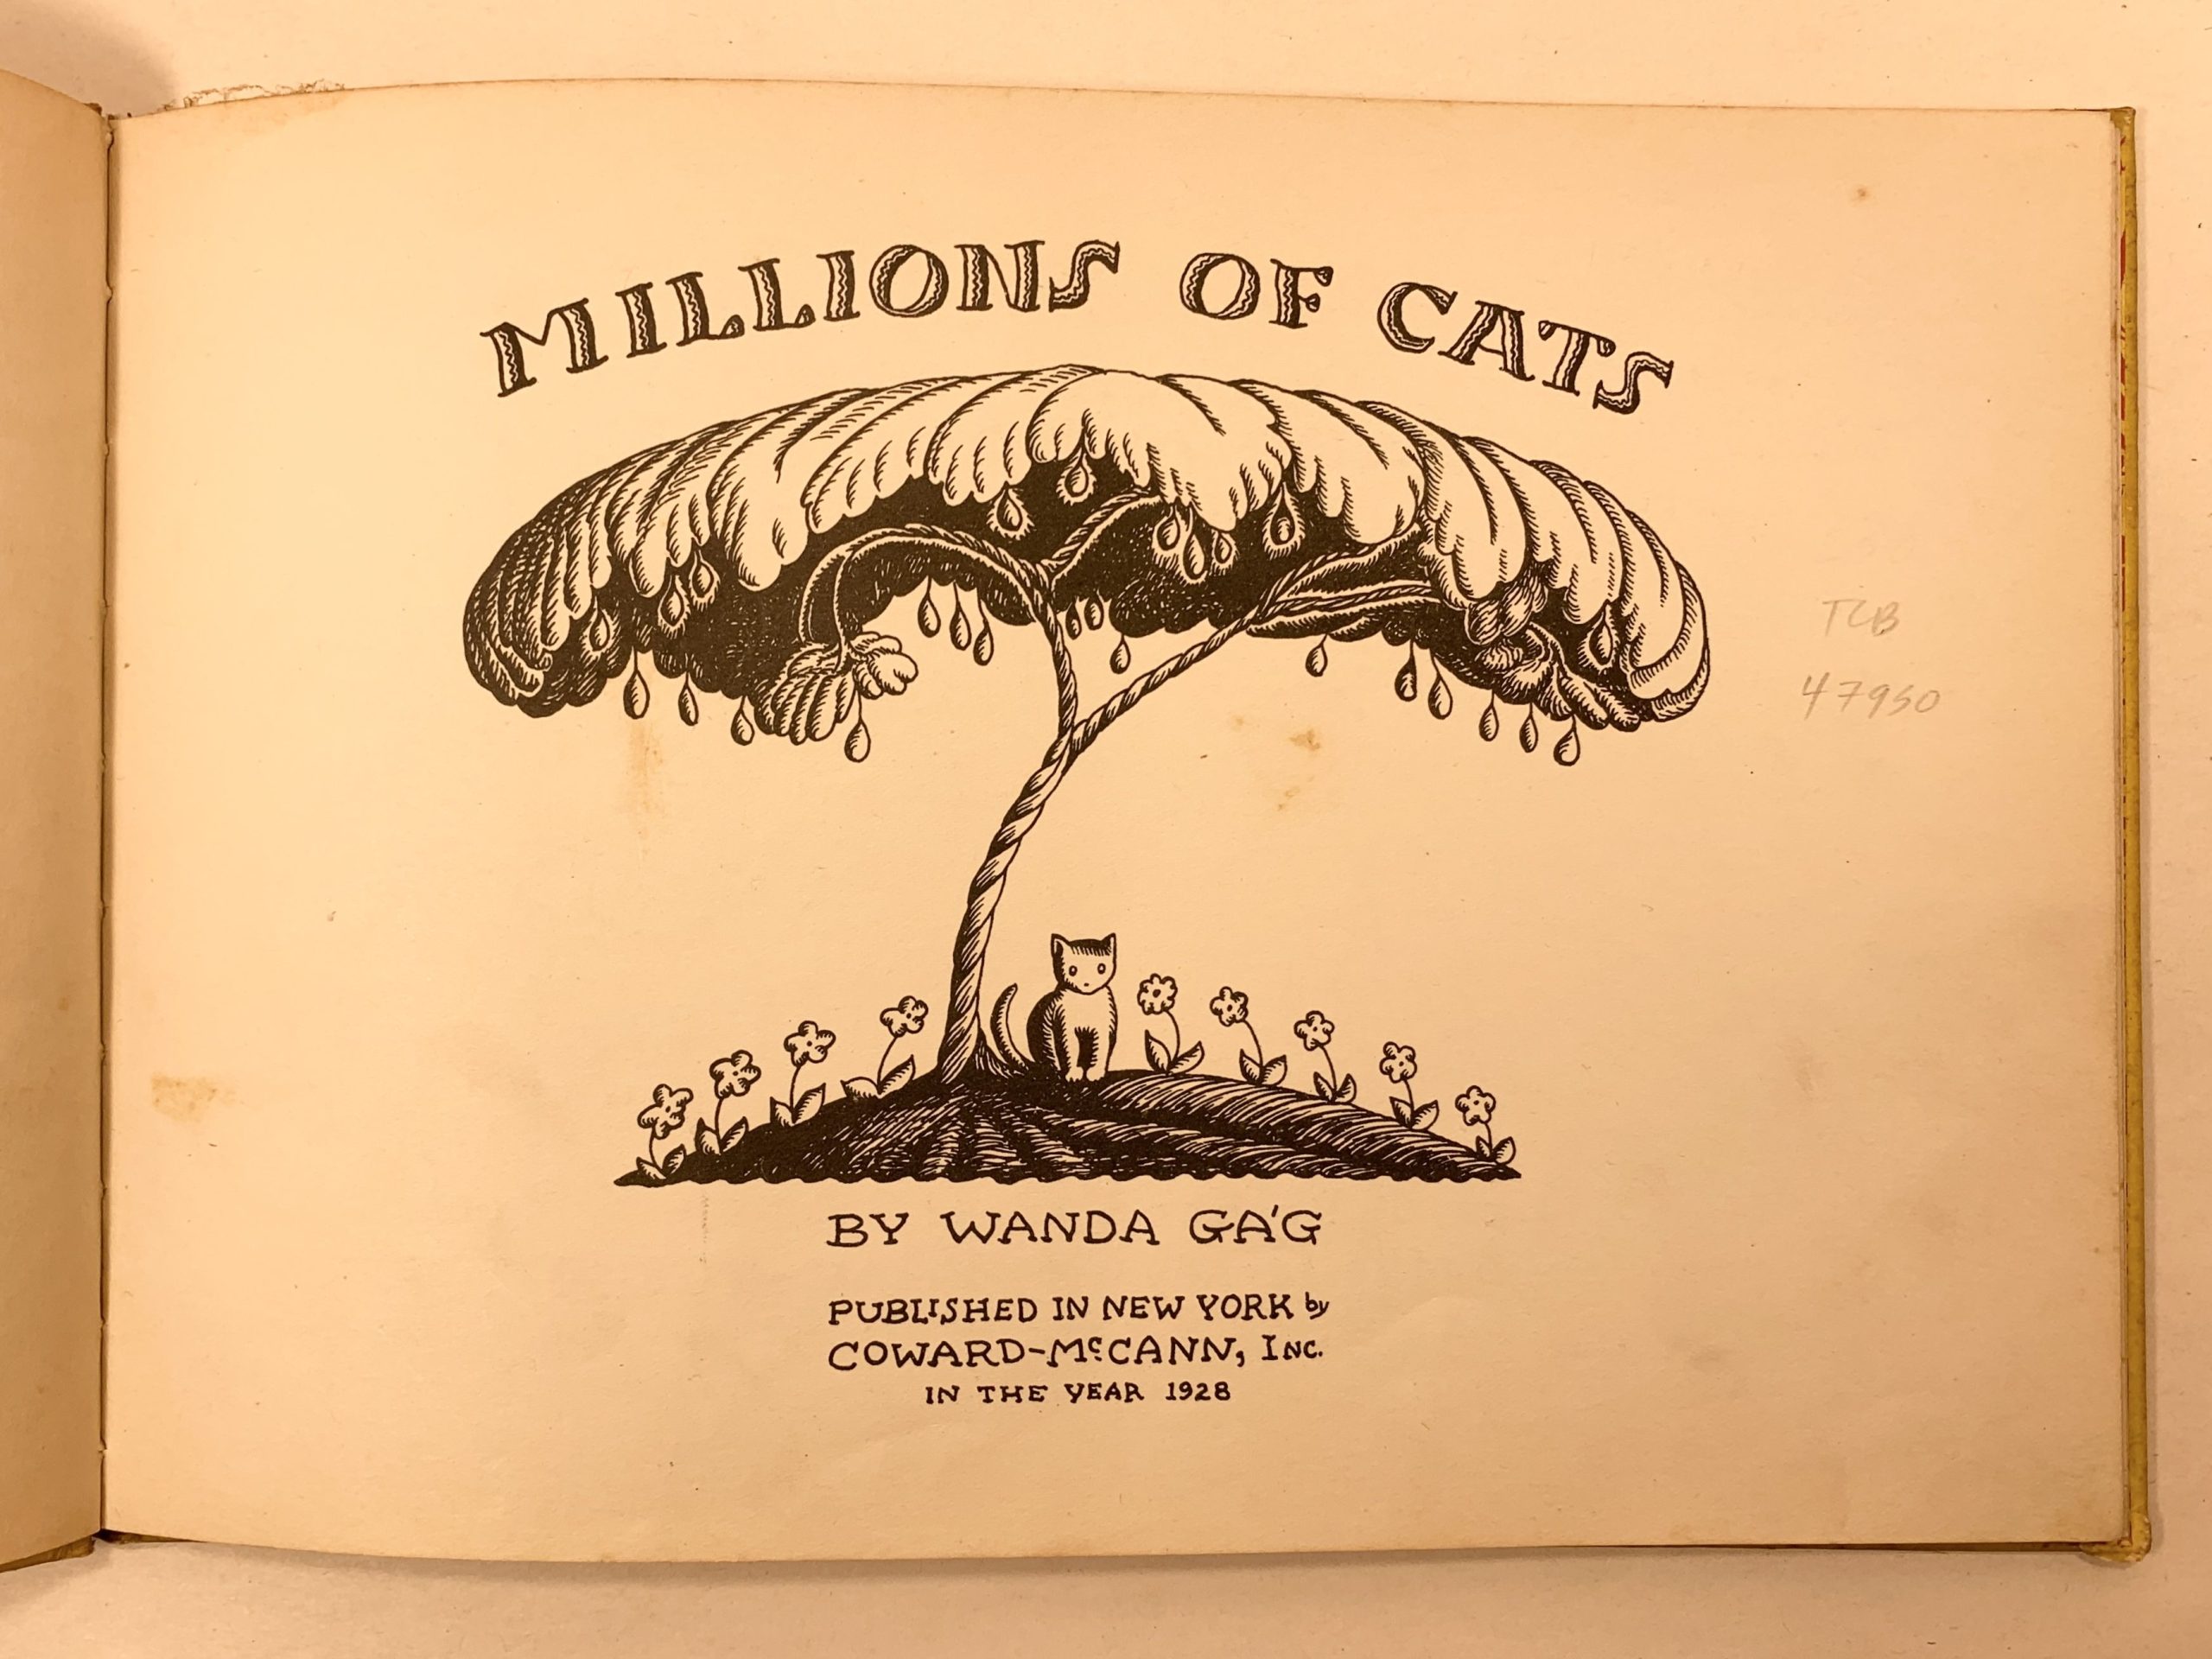 MILLIONS OF CATS
TCB
47950
BY WANDA GA'G
PUBLISHED IN NEW YORK by
COWARD-McCANN, INC.
IN THE YEAR 1928